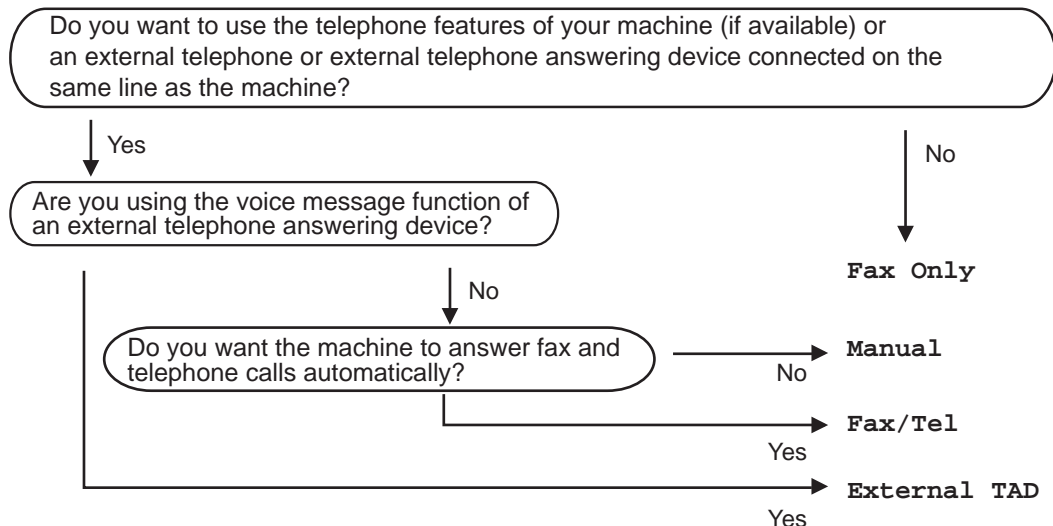 Do you want to use the telephone features of your machine (if available) or
an external telephone or external telephone answering device connected on the
same line as the machine?
Yes
No
Are you using the voice message function of
an external telephone answering device?
Fax Only
No
Do you want the machine to answer fax and
telephone calls automatically?
Manual
No
Fax/Tel
Yes
External TAD
Yes